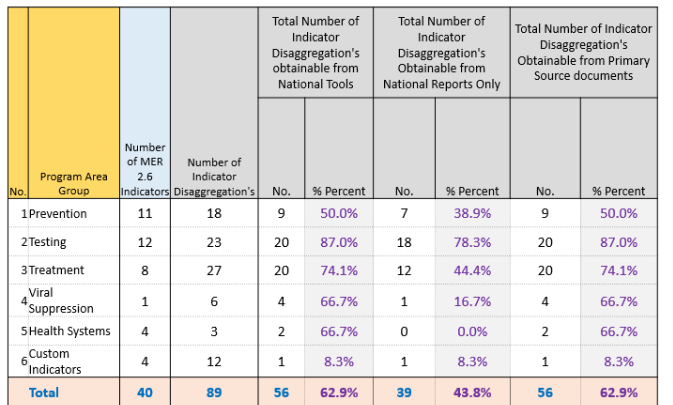 Total Number of Indicator Disaggregation's obtainable from National Tools
Total Number of Indicator Disaggregation's Obtainable from National Reports Only
Total Number of Indicator Disaggregation's Obtainable from Primary Source documents
No.
Program Area Group
Number of MER 2.6 Indicators
Number of Indicator Disaggregation's
No. % Percent No. % Percent No. % Percent
1 Prevention 11 18 9 50.0% 7 38.9% 9 50.0%
2 Testing 12 23 20 87.0% 18 78.3% 20 87.0%
3 Treatment 8 27 20 74.1% 12 44.4% 20 74.1%
4 Viral Suppression 1 6 4 66.7% 1 16.7% 4 66.7%
5 Health Systems 4 3 2 66.7% 0 0.0% 2 66.7%
6 Custom Indicators 4 12 1 8.3% 1 8.3% 1 8.3%
Total 40 89 56 62.9% 39 43.8% 56 62.9%